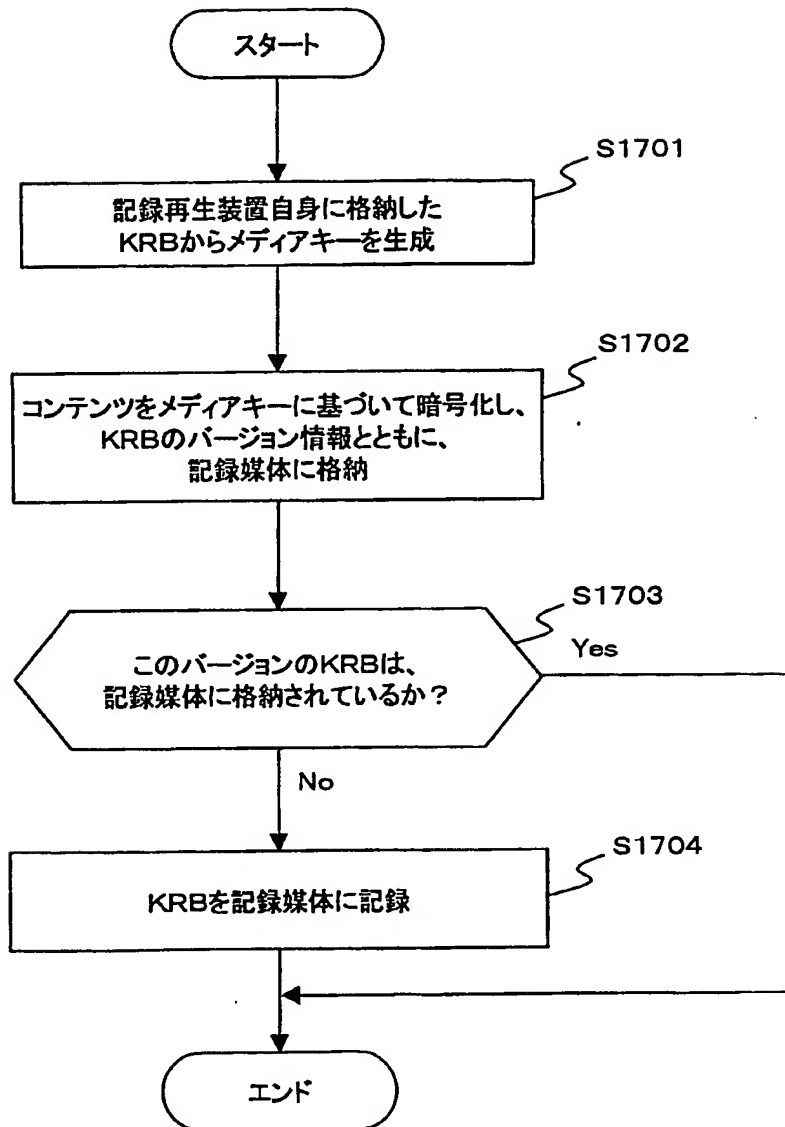 スタート
S1701
記録再生装置自身に格納した
KRBからメディアキーを生成
S1702
コンテンツをメディアキーに基づいて暗号化し、
KRBのバージョン情報とともに、
記録媒体に格納
S1703
このバージョンのKRBは、
記録媒体に格納されているか？
Yes
No
S1704
KRBを記録媒体に記録
エンド